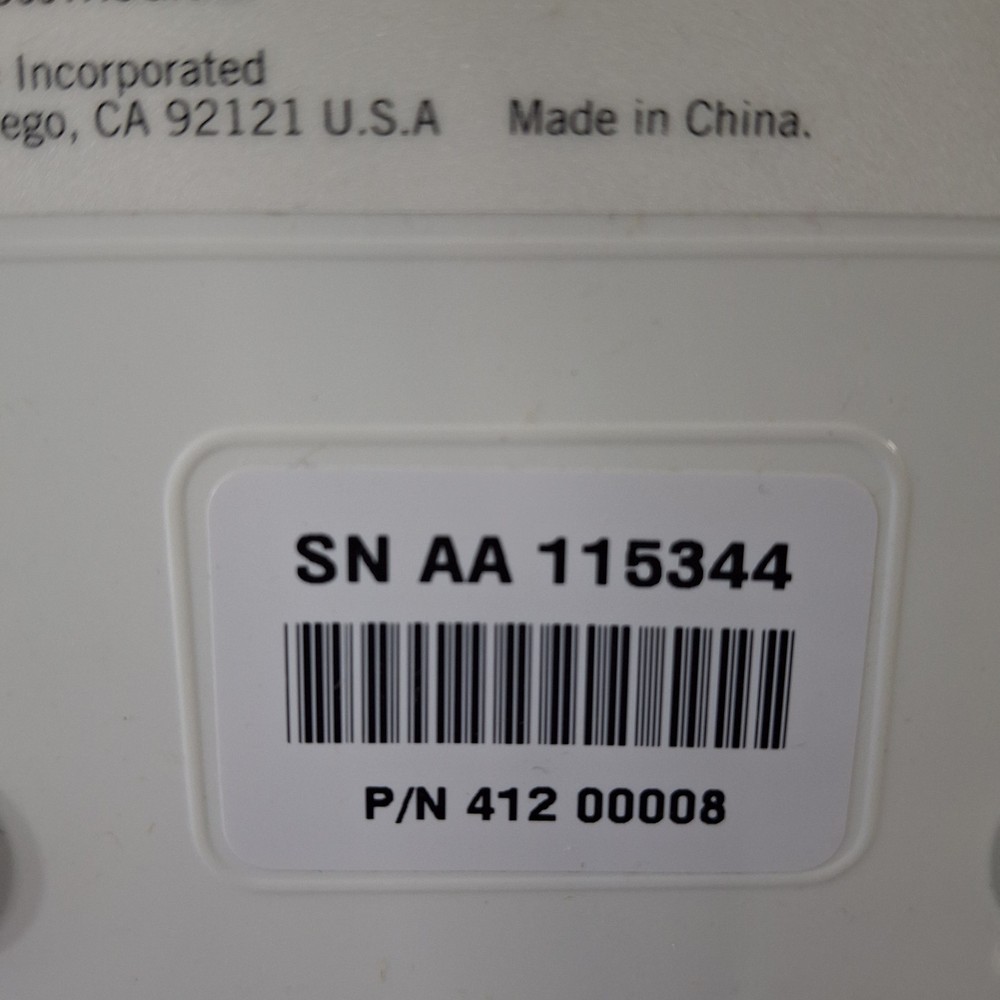 Incorporated
ego, CA 92121 U.S.A Made in China.
SN AA 115344
P/N 412 00008